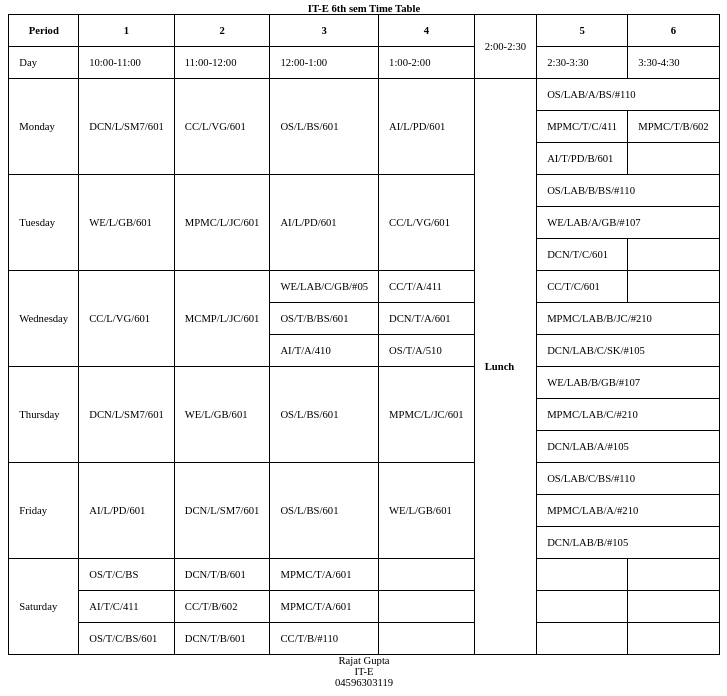 IT-E 6th sem Time Table
Period 1 2 3 4 2:00-2:30 5 6
Day 10:00-11:00 11:00-12:00 12:00-1:00 1:00-2:00 2:30-3:30 3:30-4:30
Monday DCN/L/SM7/601 CC/L/VG/601 OS/L/BS/601 AI/L/PD/601 Lunch OS/LAB/A/BS/#110
MPMC/T/C/411 MPMC/T/B/602
AI/T/PD/B/601
Tuesday WE/L/GB/601 MPMC/L/JC/601 AI/L/PD/601 CC/L/VG/601 OS/LAB/B/BS/#110
WE/LAB/A/GB/#107
DCN/T/C/601
Wednesday CC/L/VG/601 MCMP/L/JC/601 WE/LAB/C/GB/#05 CC/T/A/411 CC/T/C/601
OS/T/B/BS/601 DCN/T/A/601 MPMC/LAB/B/JC/#210
AI/T/A/410 OS/T/A/510 DCN/LAB/C/SK/#105
Thursday DCN/L/SM7/601 WE/L/GB/601 OS/L/BS/601 MPMC/L/JC/601 WE/LAB/B/GB/#107
MPMC/LAB/C/#210
DCN/LAB/A/#105
Friday AI/L/PD/601 DCN/L/SM7/601 OS/L/BS/601 WE/L/GB/601 OS/LAB/C/BS/#110
MPMC/LAB/A/#210
DCN/LAB/B/#105
Saturday OS/T/C/BS DCN/T/B/601 MPMC/T/A/601
AI/T/C/411 CC/T/B/602 MPMC/T/A/601
OS/T/C/BS/601 DCN/T/B/601 CC/T/B/#110
Rajat Gupta
IT-E
04596303119